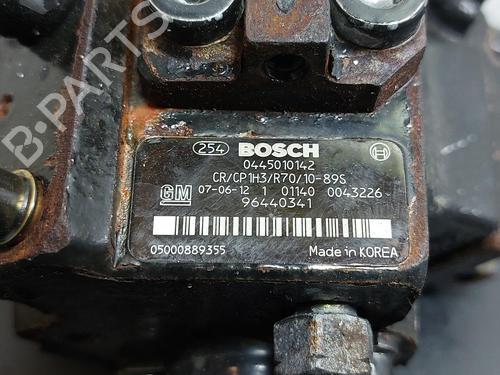 B-PARTS
254 BOSCH
0445010142
CR/CP1H3/R70/10-89S
GM 07-06-12 1 01140 0043226
96440341
05000889355 Made in KOREA